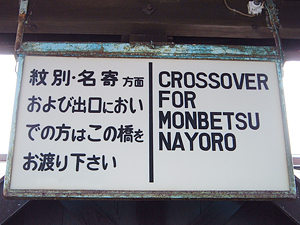 紋別・名寄方面
および出口におい
での方はこの橋を
お渡り下さい
CROSSOVER
FOR
MONBETSU
NAYORO